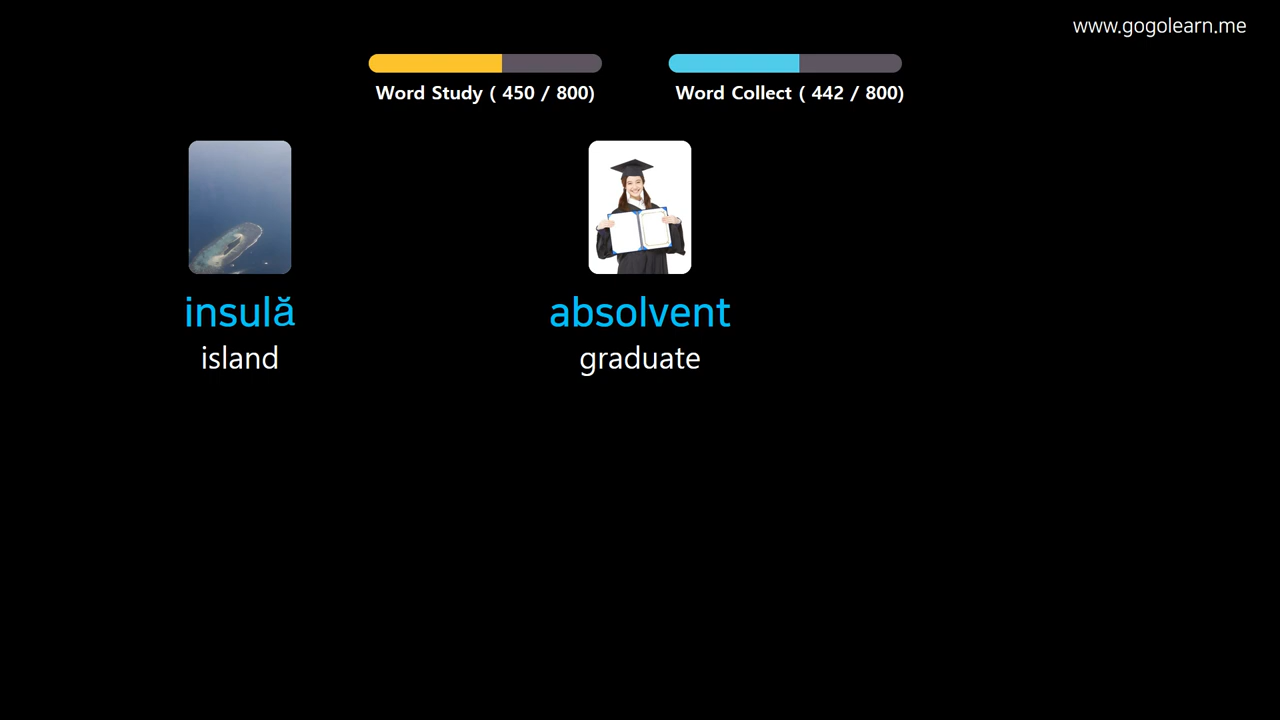 www.gogolearn.me
Word Study ( 450 / 800)
Word Collect ( 442 / 800)
insulă
island
absolvent
graduate